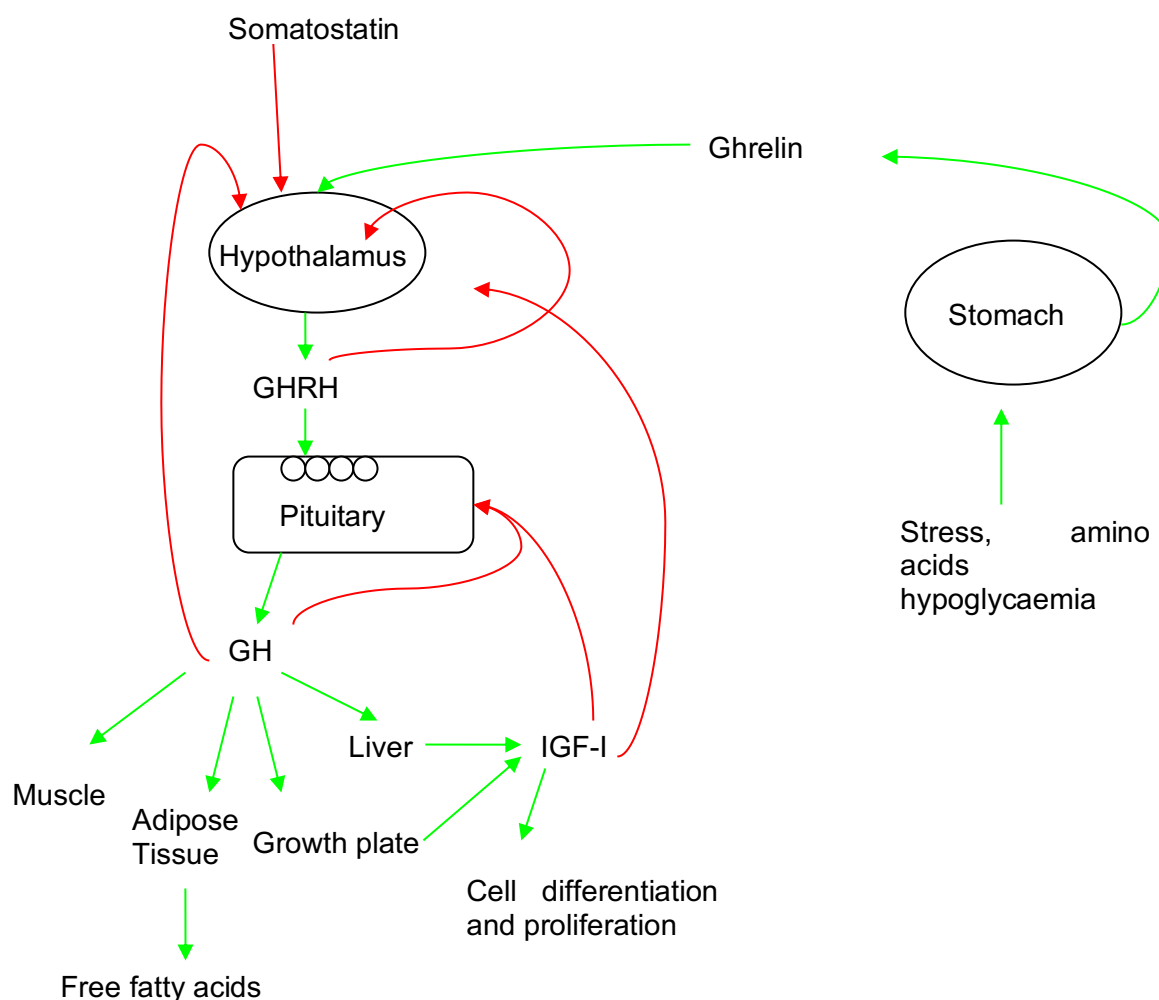 Somatostatin
Ghrelin
Hypothalamus
Stomach
GHRH
Pituitary
Stress, amino
acids
hypoglycaemia
GH
Liver
IGF-I
Muscle
Adipose
Tissue
Growth plate
Cell differentiation
and proliferation
Free fatty acids